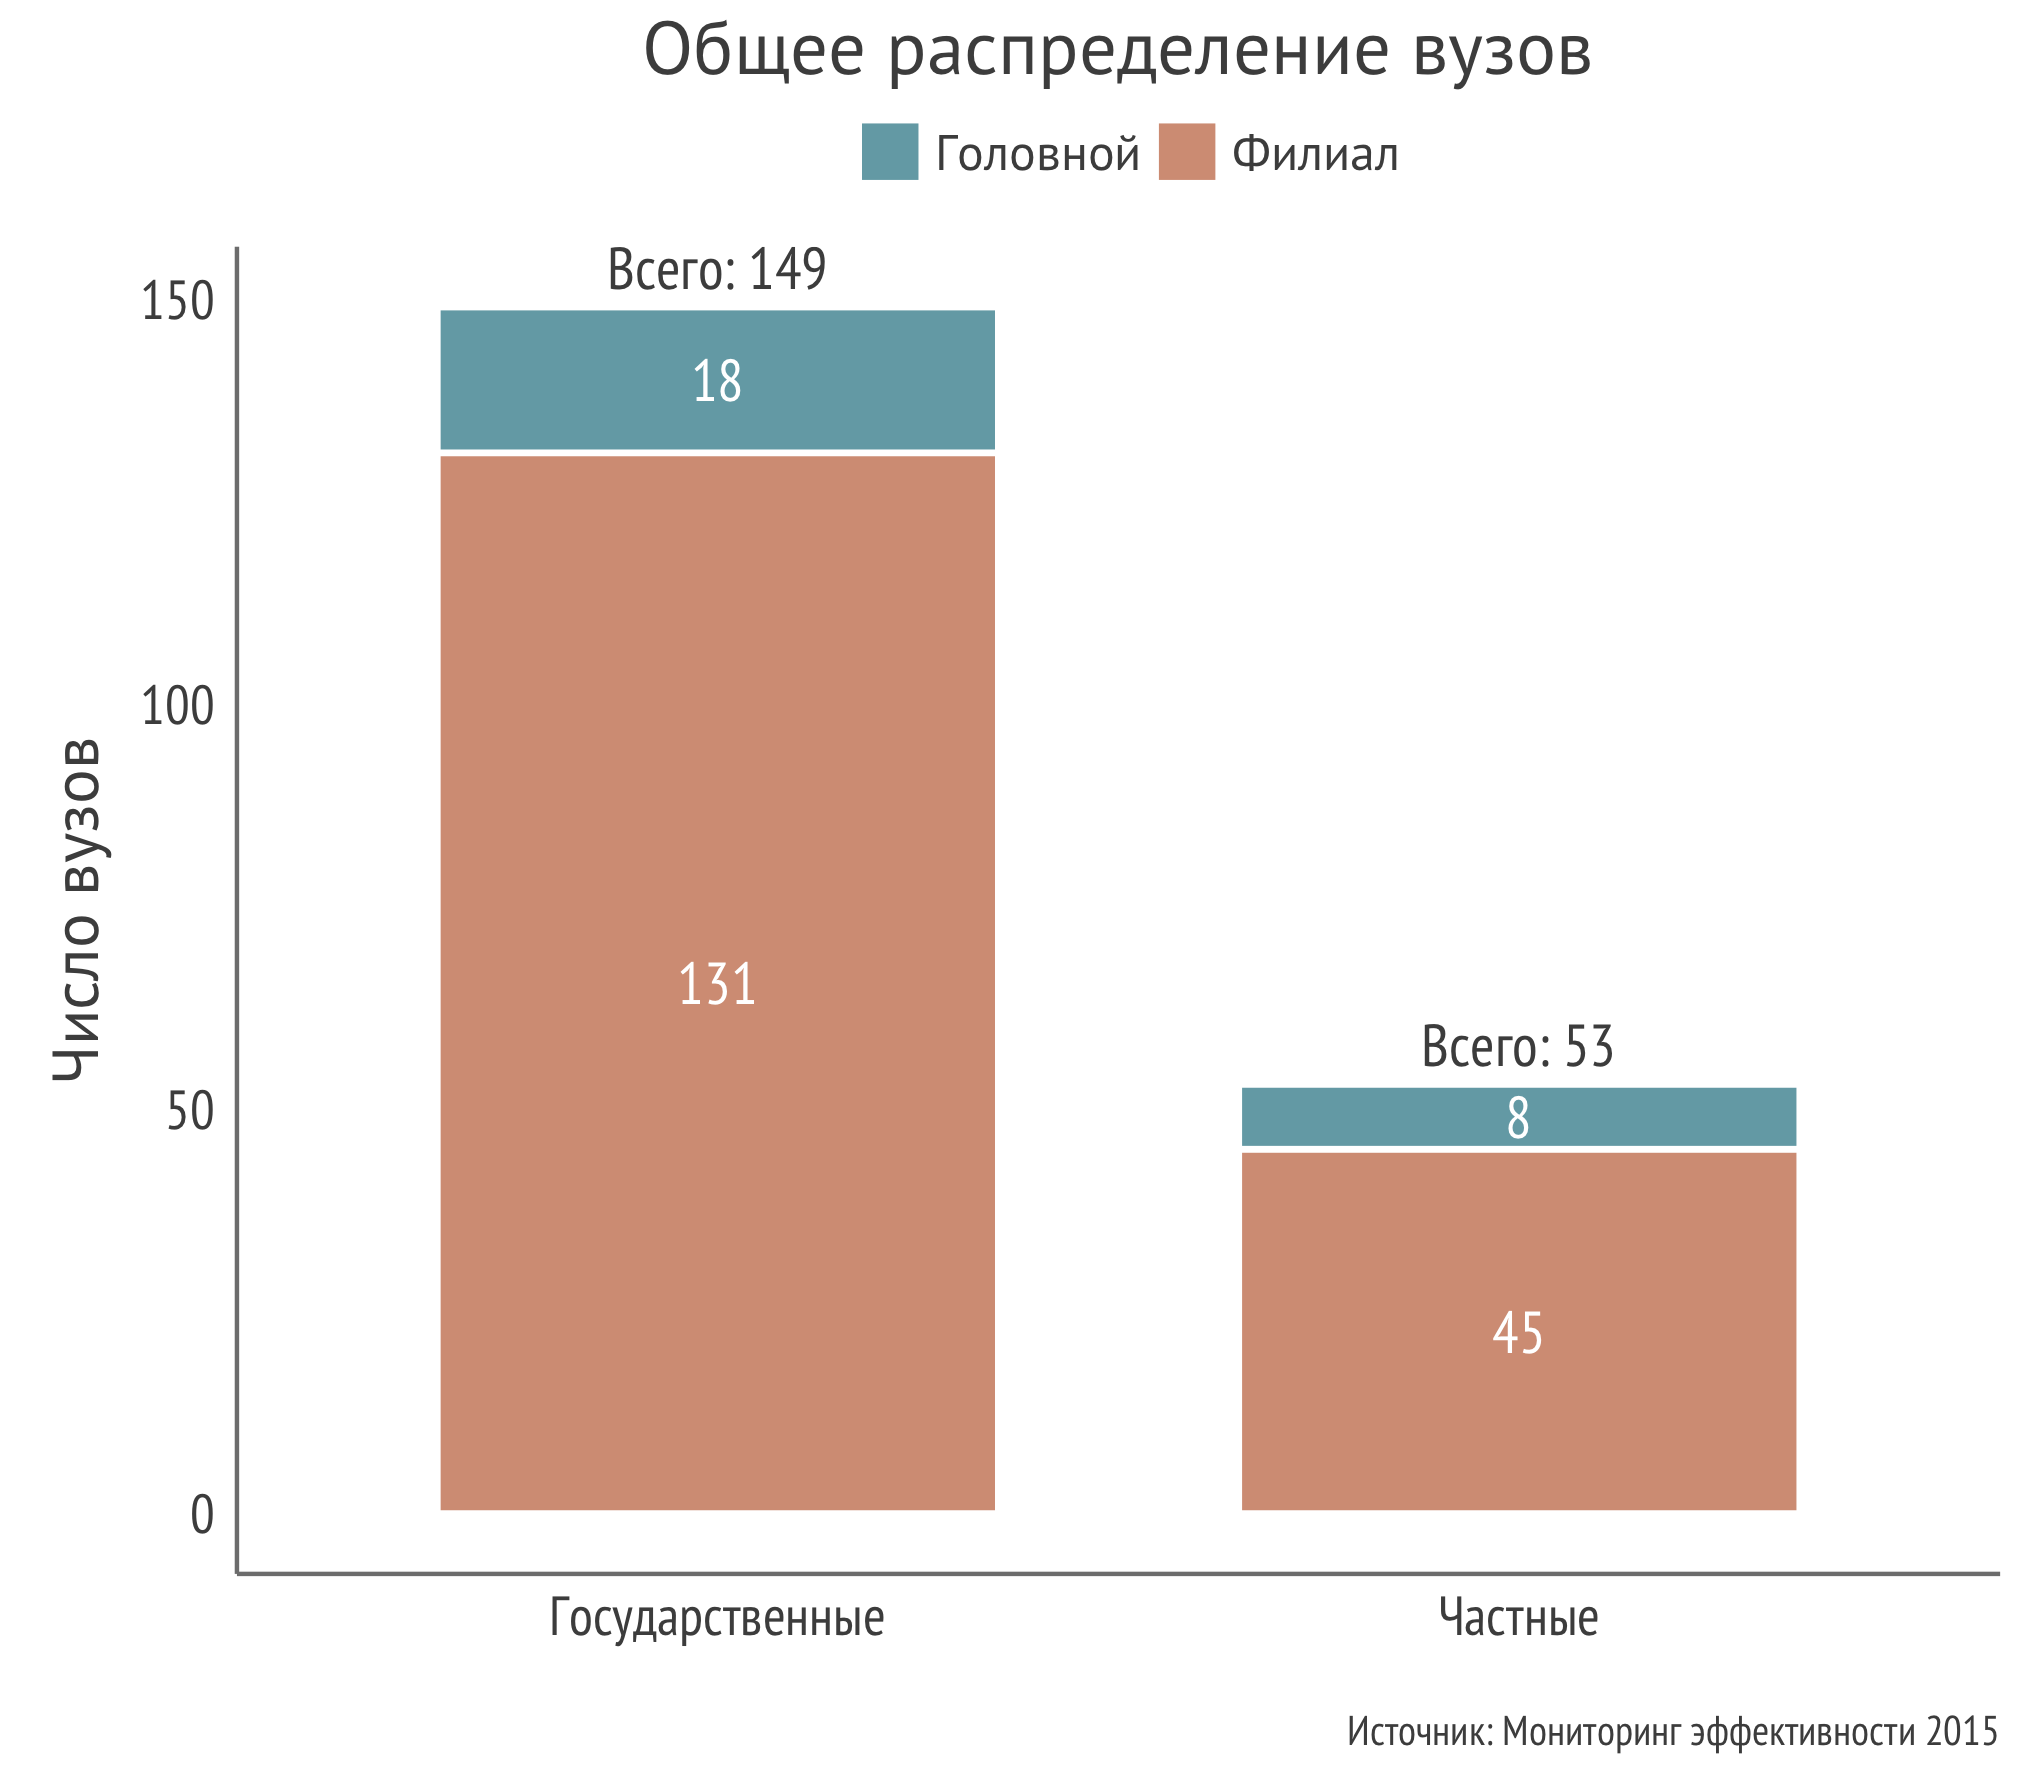 Общее распределение вузов
Головной Филиал
Число вузов
150
100
50
0
Всего: 149
18
131
Всего: 53
8
45
Государственные Частные
Источник: Мониторинг эффективности 2015